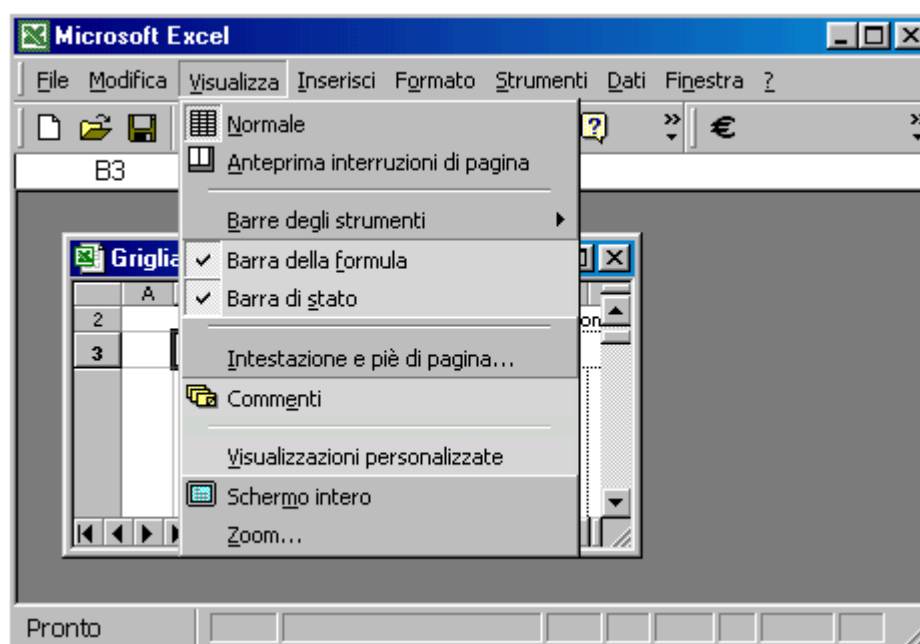 Microsoft Excel
File Modifica Visualizza Inserisci Formato Strumenti Dati Finestra ?
Normale
€
Anteprima interruzioni di pagina
B3
Barre degli strumenti
Griglia
Barra della formula
A
Barra di stato
2
3
Intestazione e piè di pagina...
Commenti
Visualizzazioni personalizzate
Schermo intero
Zoom...
Pronto